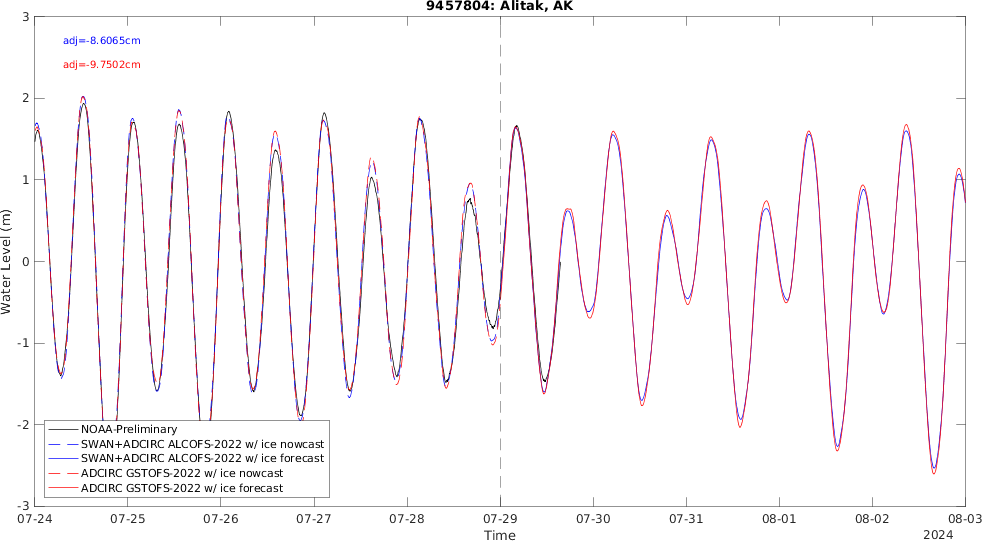 9457804: Alitak, AK
adj=-8.6065cm
adj=-9.7502cm
Water Level (m)
3
2
1
0
-1
-2
-3
NOAA-Preliminary
SWAN+ADCIRC ALCOFS-2022 w/ ice nowcast
SWAN+ADCIRC ALCOFS-2022 w/ ice forecast
ADCIRC GSTOFS-2022 w/ ice nowcast
ADCIRC GSTOFS-2022 w/ ice forecast
07-24 07-25 07-26 07-27 07-28 07-29 07-30 07-31 08-01 08-02 08-03
Time
2024